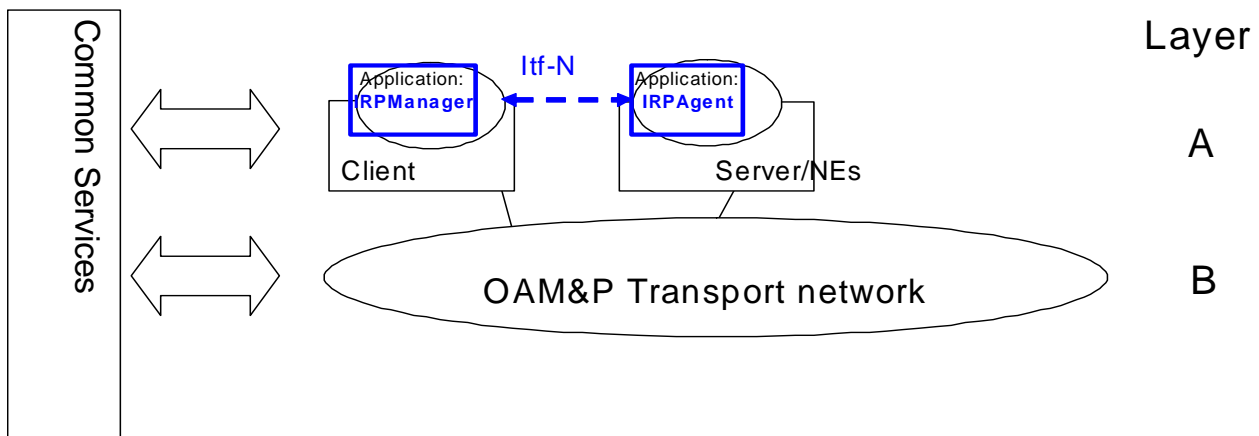 Common Services
Layer
Itf-N
Application:
IRPManager
Application:
IRPAgent
A
Client
Server/NEs
OAM&P Transport network
B